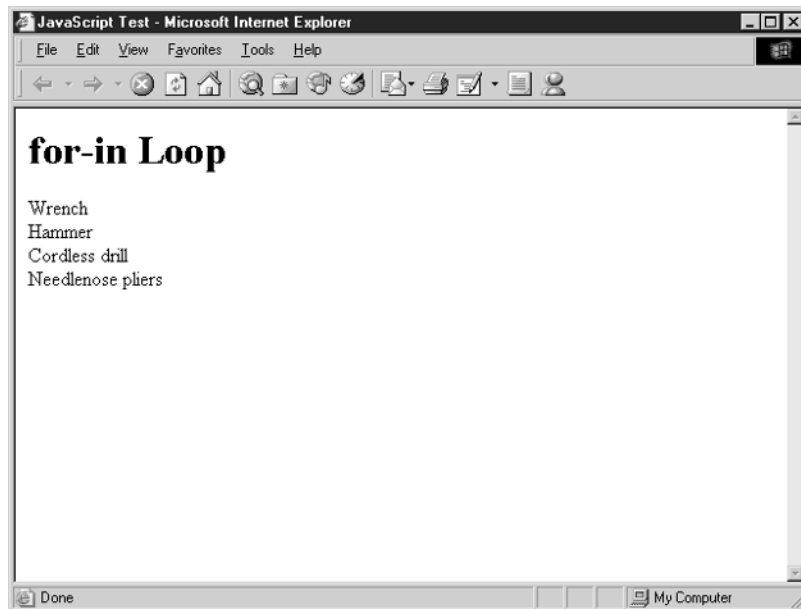 JavaScript Test - Microsoft Internet Explorer
File Edit View Favorites Tools Help
for-in Loop
Wrench
Hammer
Cordless drill
Needlenose pliers
Done My Computer